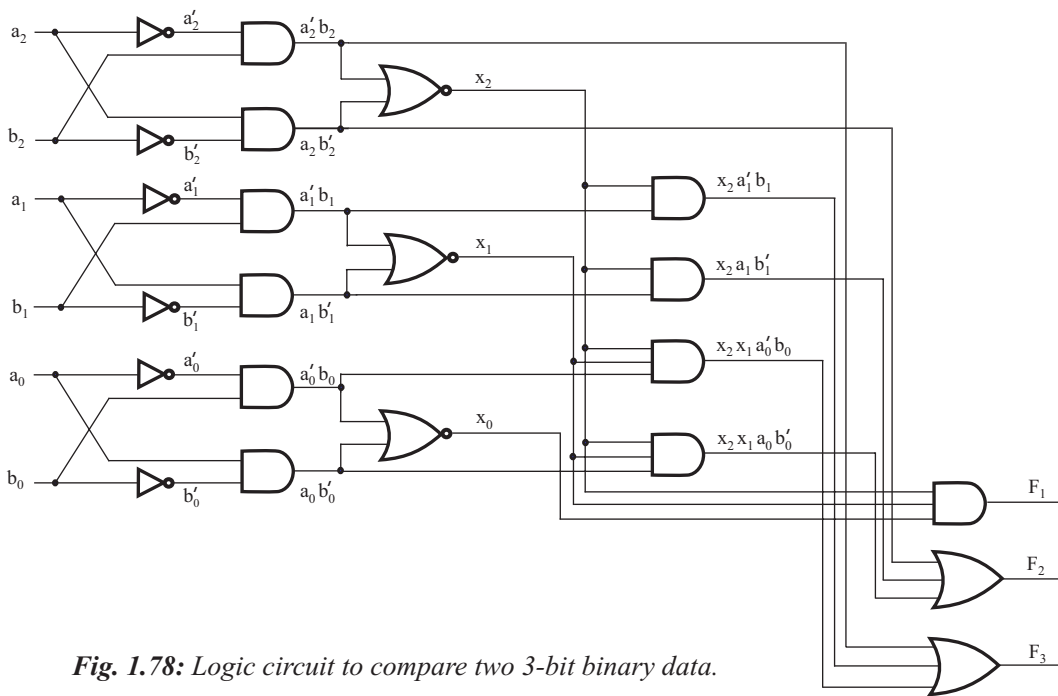 a₂ a′₂ a′₂ b₂
x₂
b₂ b′₂ a₂ b′₂
a₁ a′₁ a′₁ b₁ x₂ a′₁ b₁
x₁ x₂ a₁ b′₁
b₁ b′₁ a₁ b′₁
a₀ a′₀ a′₀ b₀ x₂ x₁ a′₀ b₀
x₀
x₂ x₁ a₀ b′₀
b₀ b′₀ a₀ b′₀
F₁
F₂
F₃
Fig. 1.78: Logic circuit to compare two 3-bit binary data.